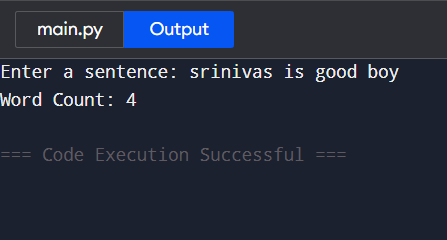 main.py Output
Enter a sentence: srinivas is good boy
Word Count: 4
=== Code Execution Successful ===